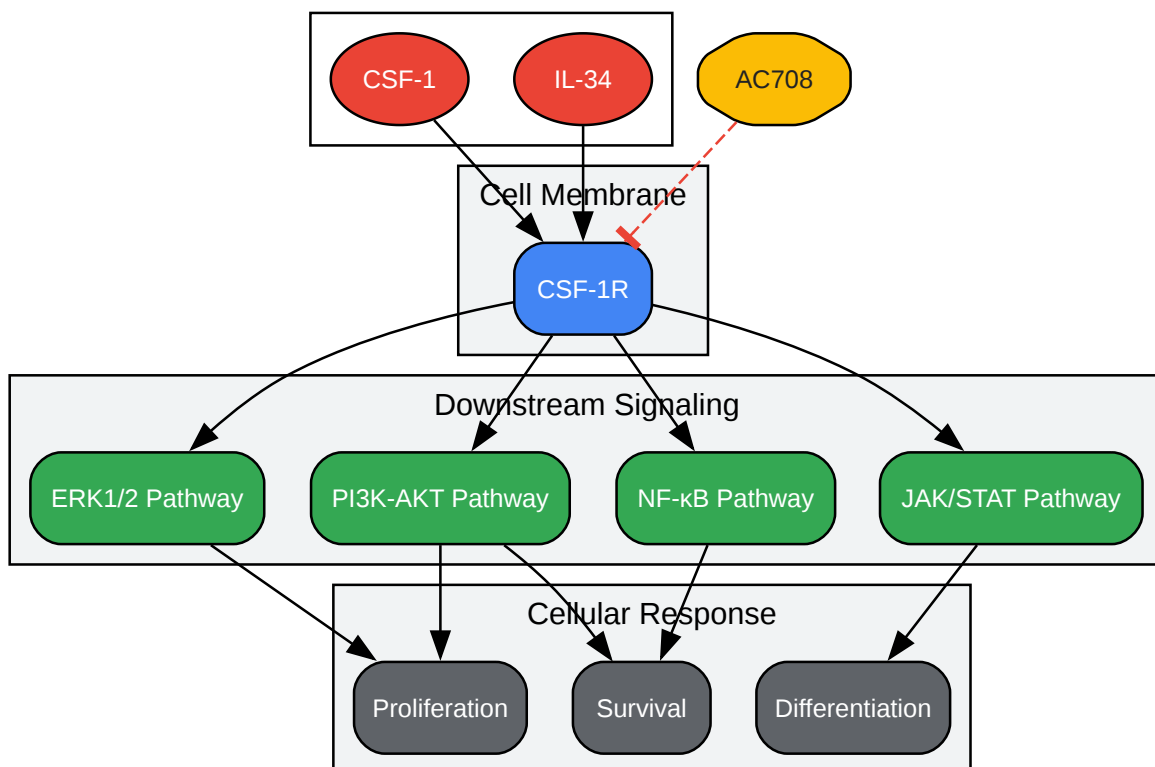 CSF-1
IL-34
AC708
Cell Membrane
CSF-1R
Downstream Signaling
ERK1/2 Pathway
PI3K-AKT Pathway
NF-κB Pathway
JAK/STAT Pathway
Cellular Response
Proliferation
Survival
Differentiation